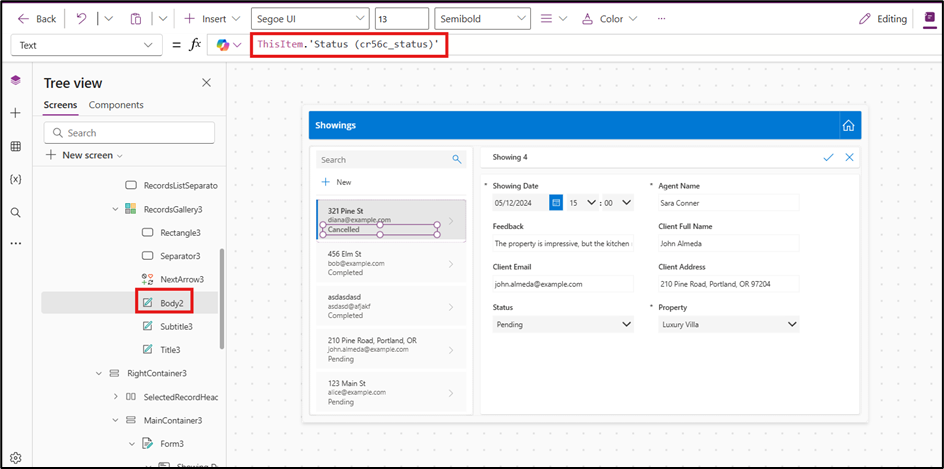 Back Insert Segoe UI 13 Semibold Color ... Editing
Text = fx ThisItem.'Status (cr56c_status)'
Tree view
Screens Components
Search
New screen
RecordsListSeparato
RecordsGallery3
Rectangle3
Separator3
NextArrow3
Body2
Subtitle3
Title3
RightContainer3
SelectedRecordHeac
MainContainer3
Form3
Showings
Search
New
321 Pine St
diana@example.com
Cancelled
456 Elm St
bob@example.com
Completed
asdasdasd
asdasd@afjakf
Completed
210 Pine Road, Portland, OR
john.almeda@example.com
Pending
123 Main St
alice@example.com
Pending
Showing 4
* Showing Date * Agent Name
05/12/2024 15 : 00 Sara Conner
Feedback Client Full Name
The property is impressive, but the kitchen John Almeda
Client Email Client Address
john.almeda@example.com 210 Pine Road, Portland, OR 97204
Status * Property
Pending Luxury Villa